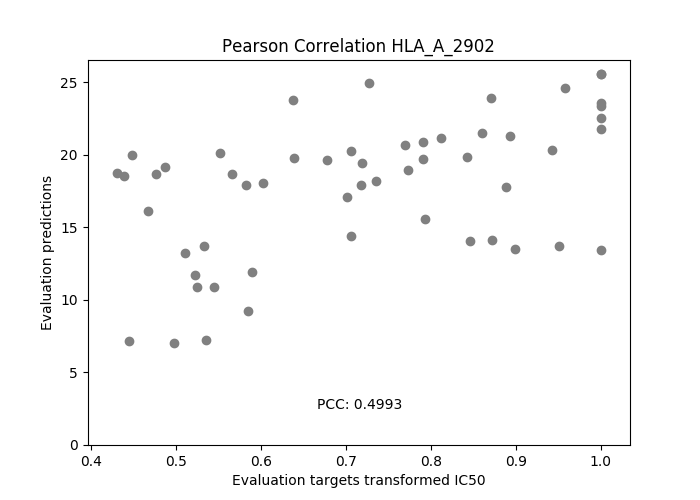 Pearson Correlation HLA_A_2902
25
20
15
10
5
0
Evaluation predictions
PCC: 0.4993
0.4 0.5 0.6 0.7 0.8 0.9 1.0
Evaluation targets transformed IC50